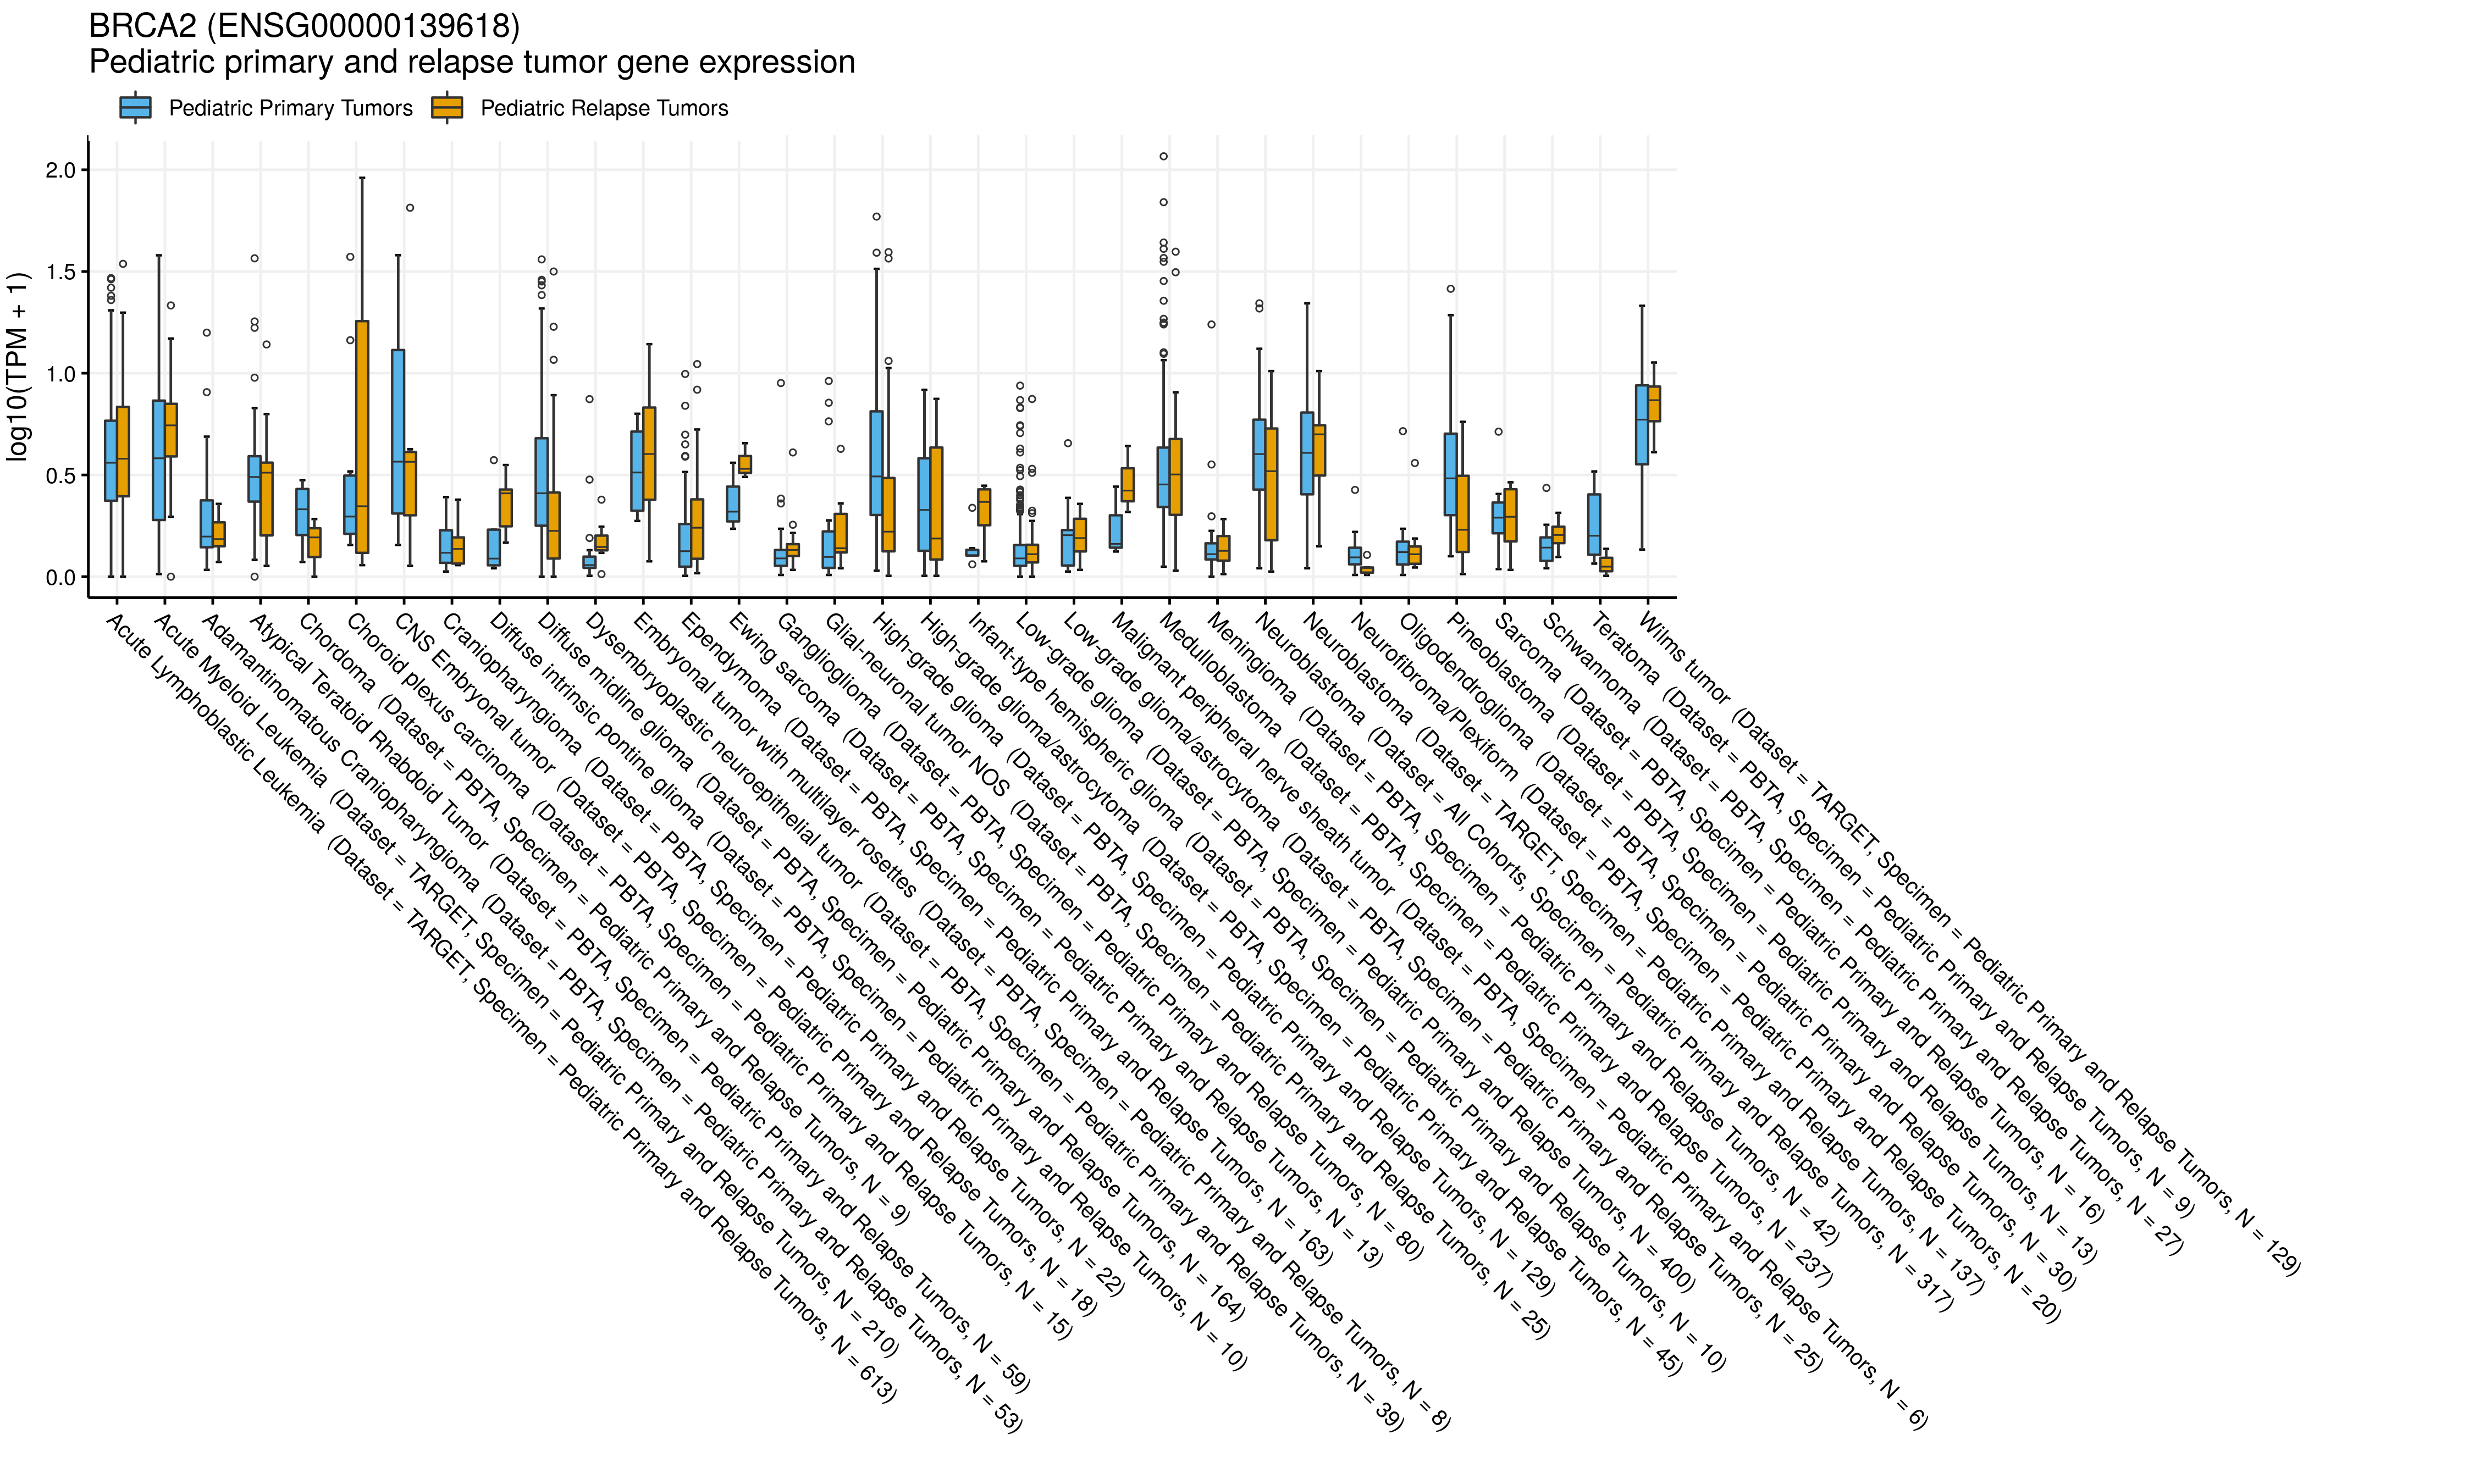 BRCA2 (ENSG00000139618)
Pediatric primary and relapse tumor gene expression
Pediatric Primary Tumors
Pediatric Relapse Tumors
log10(TPM + 1)
2.0
1.5
1.0
0.5
0.0
Acute Lymphoblastic Leukemia (Dataset = TARGET, Specimen = Pediatric Primary and Relapse Tumors, N = 613)
Acute Myeloid Leukemia (Dataset = TARGET, Specimen = Pediatric Primary and Relapse Tumors, N = 210)
Adamantinomatous Craniopharyngioma (Dataset = PBTA, Specimen = Pediatric Primary and Relapse Tumors, N = 53)
Atypical Teratoid Rhabdoid Tumor (Dataset = PBTA, Specimen = Pediatric Primary and Relapse Tumors, N = 59)
Chordoma (Dataset = PBTA, Specimen = Pediatric Primary and Relapse Tumors, N = 9)
Choroid plexus carcinoma (Dataset = PBTA, Specimen = Pediatric Primary and Relapse Tumors, N = 15)
CNS Embryonal tumor (Dataset = PBTA, Specimen = Pediatric Primary and Relapse Tumors, N = 18)
Craniopharyngioma (Dataset = PBTA, Specimen = Pediatric Primary and Relapse Tumors, N = 22)
Diffuse intrinsic pontine glioma (Dataset = PBTA, Specimen = Pediatric Primary and Relapse Tumors, N = 10)
Diffuse midline glioma (Dataset = PBTA, Specimen = Pediatric Primary and Relapse Tumors, N = 164)
Dysembryoplastic neuroepithelial tumor (Dataset = PBTA, Specimen = Pediatric Primary and Relapse Tumors, N = 39)
Embryonal tumor with multilayer rosettes (Dataset = PBTA, Specimen = Pediatric Primary and Relapse Tumors, N = 8)
Ependymoma (Dataset = PBTA, Specimen = Pediatric Primary and Relapse Tumors, N = 163)
Ewing sarcoma (Dataset = PBTA, Specimen = Pediatric Primary and Relapse Tumors, N = 13)
Ganglioglioma (Dataset = PBTA, Specimen = Pediatric Primary and Relapse Tumors, N = 80)
Glial-neuronal tumor NOS (Dataset = PBTA, Specimen = Pediatric Primary and Relapse Tumors, N = 25)
High-grade glioma (Dataset = PBTA, Specimen = Pediatric Primary and Relapse Tumors, N = 129)
High-grade glioma/astrocytoma (Dataset = PBTA, Specimen = Pediatric Primary and Relapse Tumors, N = 45)
Infant-type hemispheric glioma (Dataset = PBTA, Specimen = Pediatric Primary and Relapse Tumors, N = 10)
Low-grade glioma (Dataset = PBTA, Specimen = Pediatric Primary and Relapse Tumors, N = 400)
Low-grade glioma/astrocytoma (Dataset = PBTA, Specimen = Pediatric Primary and Relapse Tumors, N = 25)
Malignant peripheral nerve sheath tumor (Dataset = PBTA, Specimen = Pediatric Primary and Relapse Tumors, N = 6)
Medulloblastoma (Dataset = PBTA, Specimen = Pediatric Primary and Relapse Tumors, N = 237)
Meningioma (Dataset = PBTA, Specimen = Pediatric Primary and Relapse Tumors, N = 42)
Neuroblastoma (Dataset = All Cohorts, Specimen = Pediatric Primary and Relapse Tumors, N = 317)
Neuroblastoma (Dataset = TARGET, Specimen = Pediatric Primary and Relapse Tumors, N = 137)
Neurofibroma/Plexiform (Dataset = PBTA, Specimen = Pediatric Primary and Relapse Tumors, N = 20)
Oligodendroglioma (Dataset = PBTA, Specimen = Pediatric Primary and Relapse Tumors, N = 30)
Pineoblastoma (Dataset = PBTA, Specimen = Pediatric Primary and Relapse Tumors, N = 13)
Sarcoma (Dataset = PBTA, Specimen = Pediatric Primary and Relapse Tumors, N = 16)
Schwannoma (Dataset = PBTA, Specimen = Pediatric Primary and Relapse Tumors, N = 27)
Teratoma (Dataset = PBTA, Specimen = Pediatric Primary and Relapse Tumors, N = 9)
Wilms tumor (Dataset = TARGET, Specimen = Pediatric Primary and Relapse Tumors, N = 129)